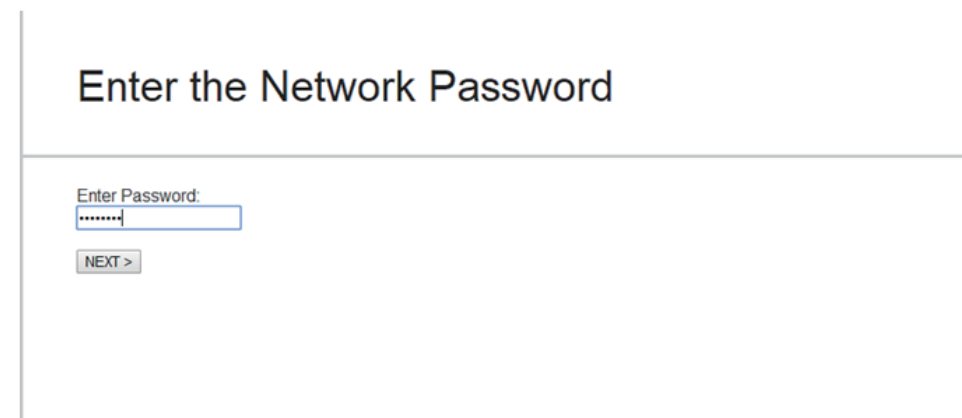 Enter the Network Password
Enter Password:
••••••••
NEXT >